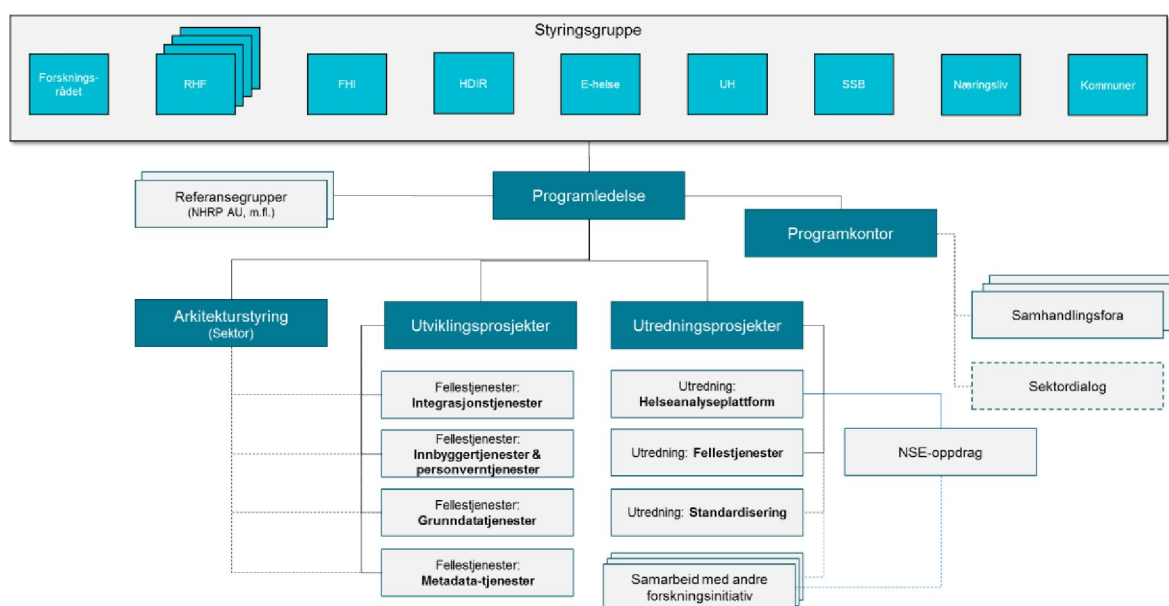 Styringsgruppe
Forsknings-
rådet
RHF
FHI
HDIR
E-helse
UH
SSB
Næringsliv
Kommuner
Referansegrupper
(NHRP AU, m.fl.)
Programledelse
Programkontor
Arkitekturstyring
(Sektor)
Utviklingsprosjekter
Utredningsprosjekter
Samhandlingsfora
Sektordialog
Fellestjenester:
Integrasjonstjenester
Fellestjenester:
Innbyggertjenester &
personverntjenester
Fellestjenester:
Grunndatatjenester
Fellestjenester:
Metadata-tjenester
Utredning:
Helseanalyseplattform
Utredning: Fellestjenester
Utredning: Standardisering
Samarbeid med andre
forskningsinitiativ
NSE-oppdrag